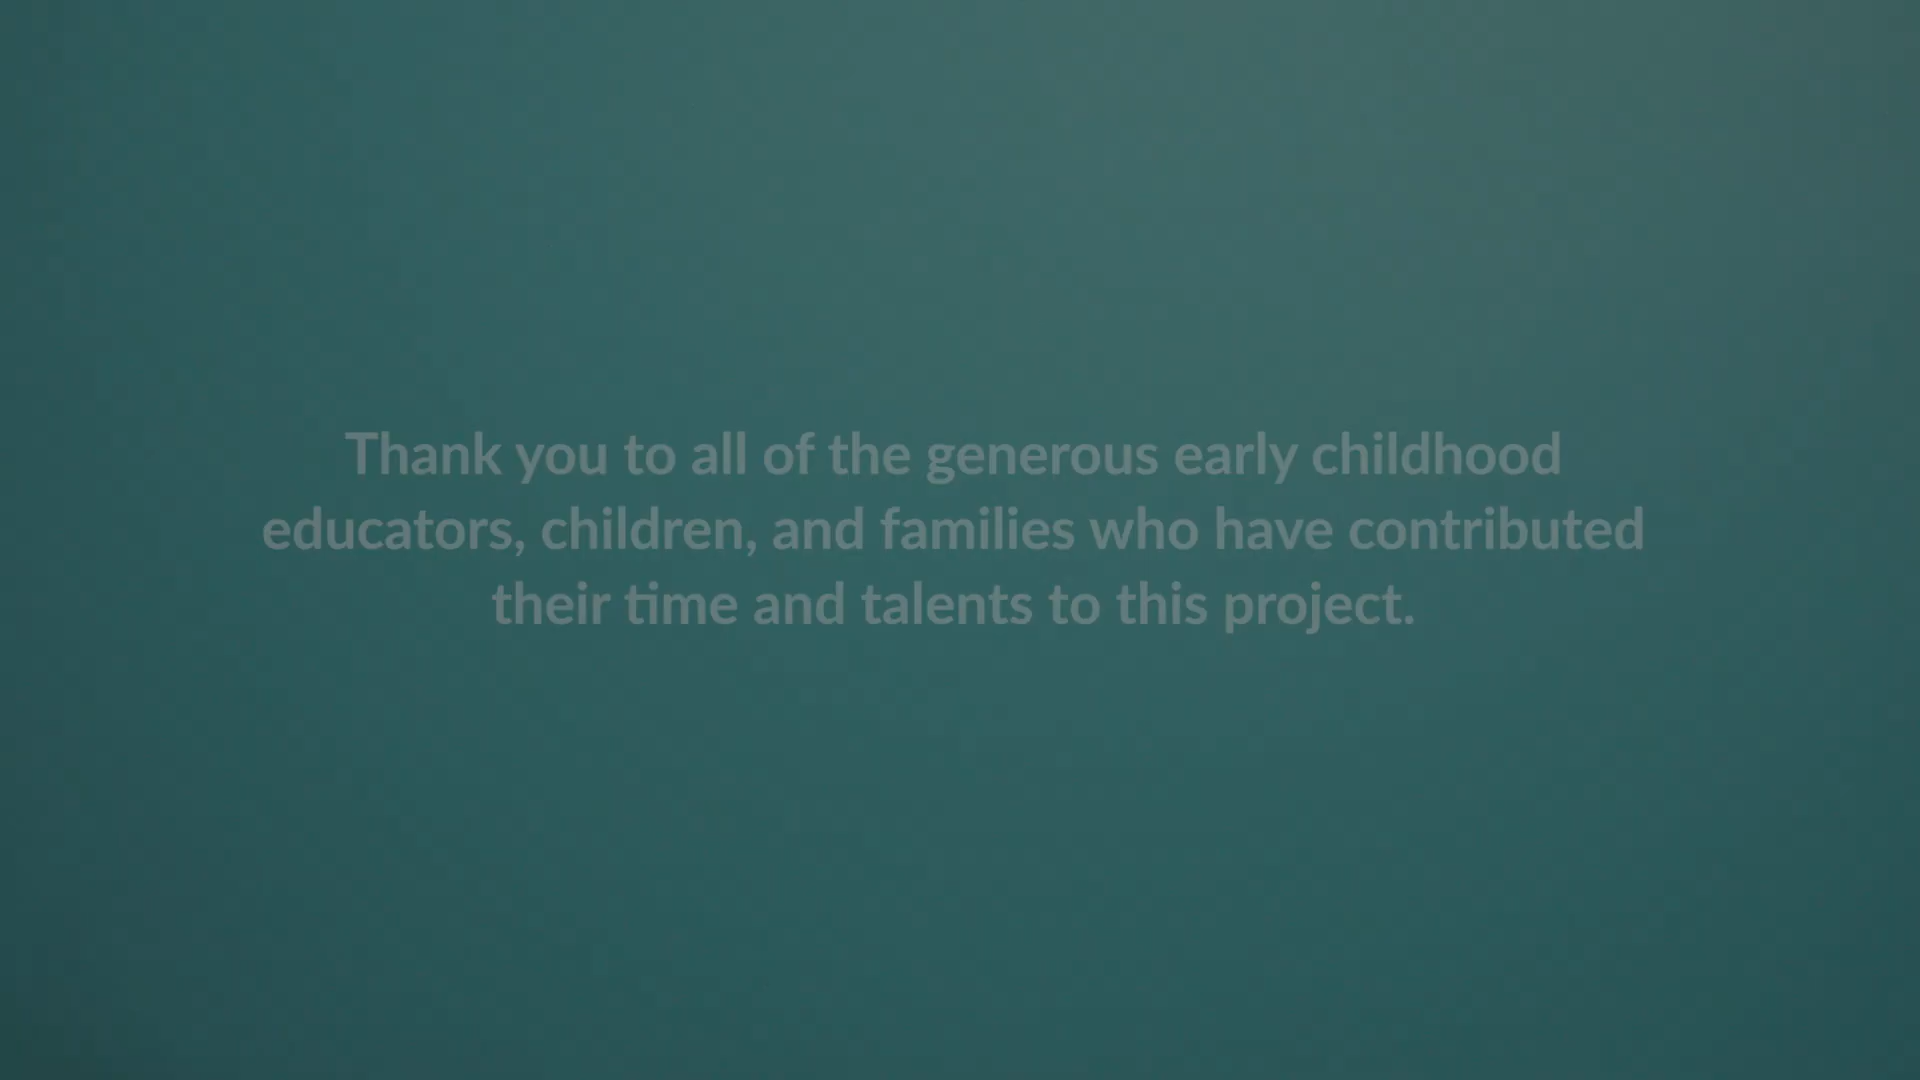 Thank you to all of the generous early childhood
educators, children, and families who have contributed
their time and talents to this project.